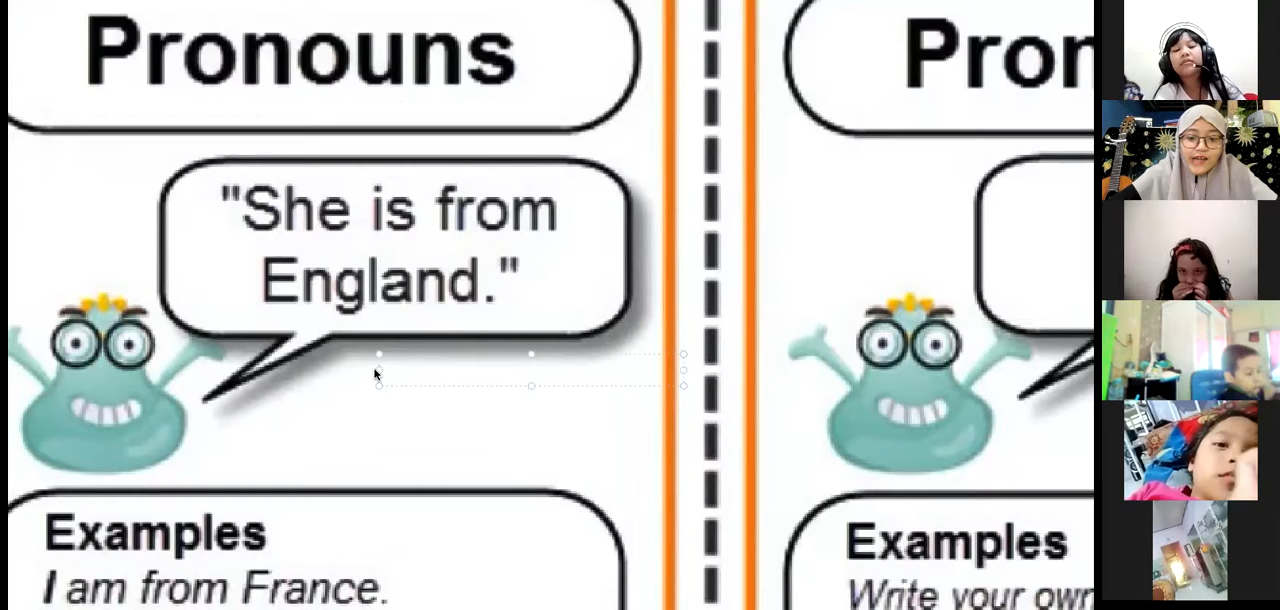 Pronouns
"She is from
England."
Examples
I am from France.
Pron
Examples
Write your own